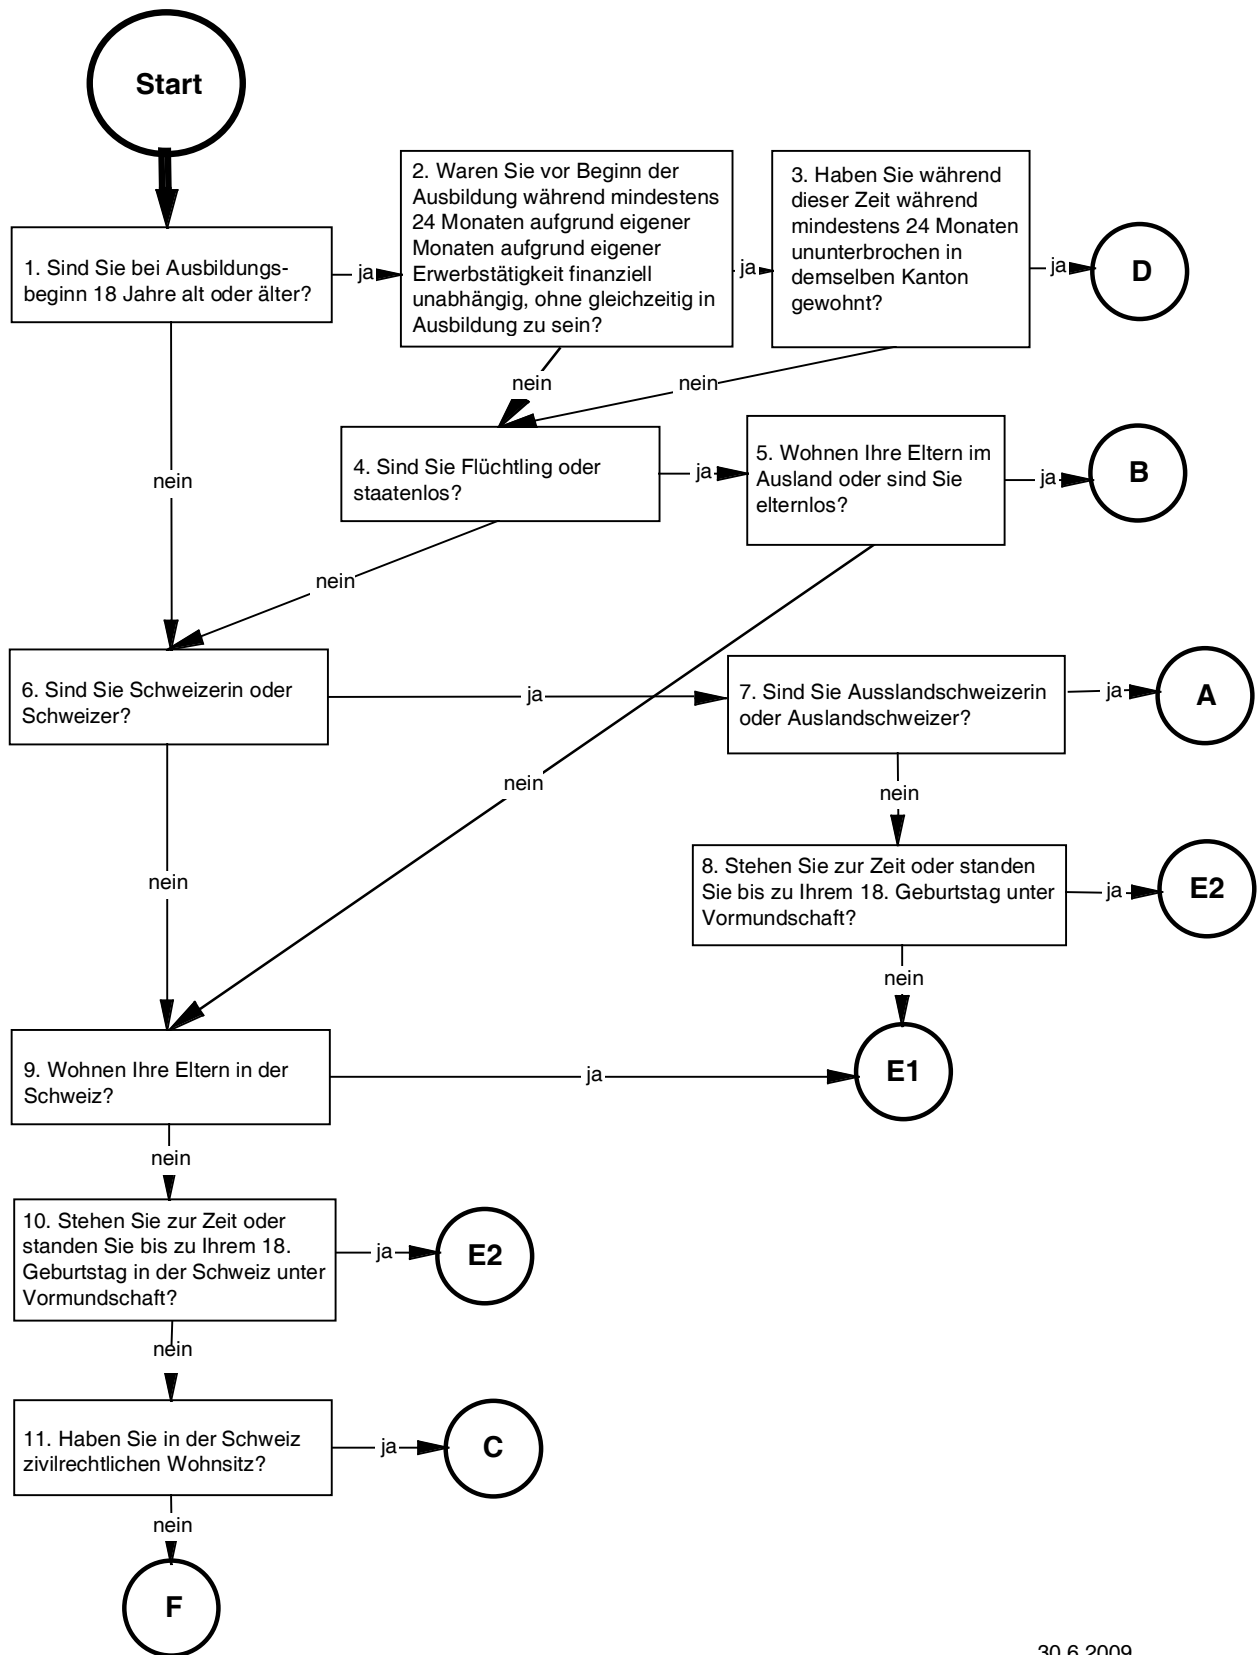 Start
1. Sind Sie bei Ausbildungs-
beginn 18 Jahre alt oder älter?
ja
2. Waren Sie vor Beginn der
Ausbildung während mindestens
24 Monaten aufgrund eigener
Monaten aufgrund eigener
Erwerbstätigkeit finanziell
unabhängig, ohne gleichzeitig in
Ausbildung zu sein?
ja
3. Haben Sie während
dieser Zeit während
mindestens 24 Monaten
ununterbrochen in
demselben Kanton
gewohnt?
ja
D
nein
nein
nein
4. Sind Sie Flüchtling oder
staatenlos?
ja
5. Wohnen Ihre Eltern im
Ausland oder sind Sie
elternlos?
ja
B
nein
nein
6. Sind Sie Schweizerin oder
Schweizer?
ja
7. Sind Sie Ausslandschweizerin
oder Auslandschweizer?
ja
A
nein
nein
8. Stehen Sie zur Zeit oder standen
Sie bis zu Ihrem 18. Geburtstag unter
Vormundschaft?
ja
E2
nein
9. Wohnen Ihre Eltern in der
Schweiz?
ja
E1
nein
10. Stehen Sie zur Zeit oder
standen Sie bis zu Ihrem 18.
Geburtstag in der Schweiz unter
Vormundschaft?
ja
E2
nein
11. Haben Sie in der Schweiz
zivilrechtlichen Wohnsitz?
ja
C
nein
F
30.6.2009